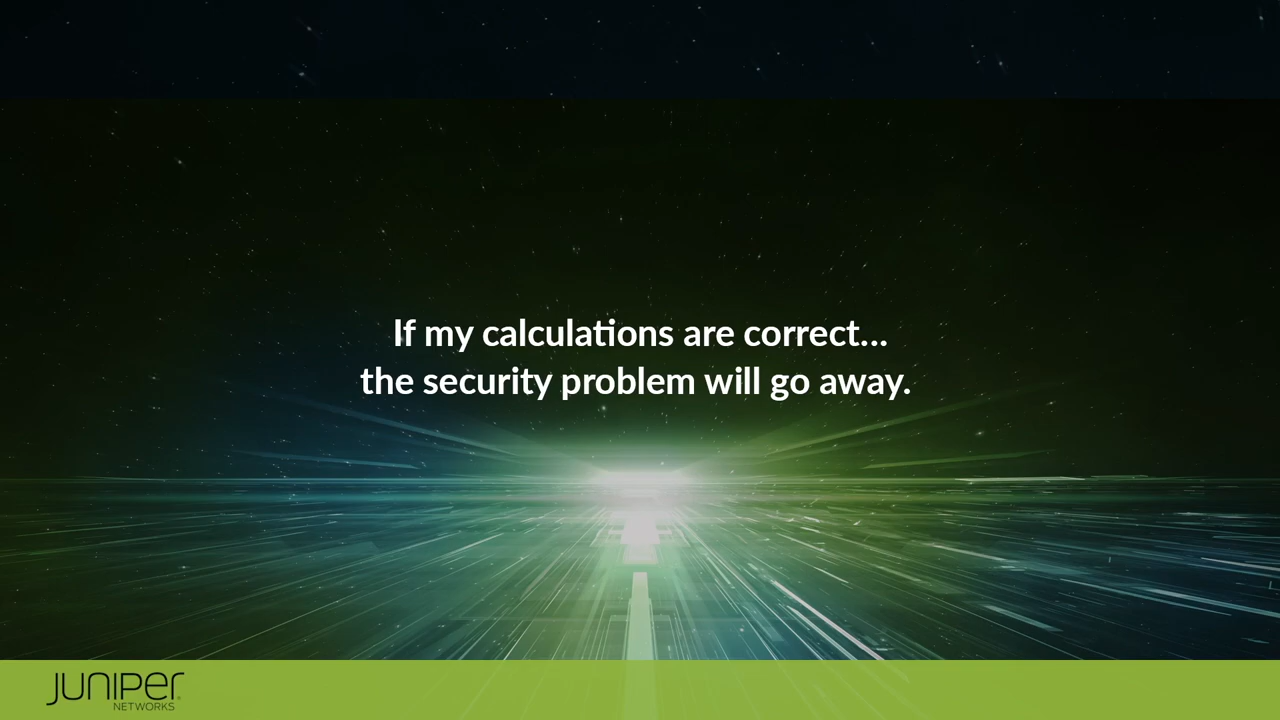 If my calculations are correct...
the security problem will go away.
JUNIPER
NETWORKS